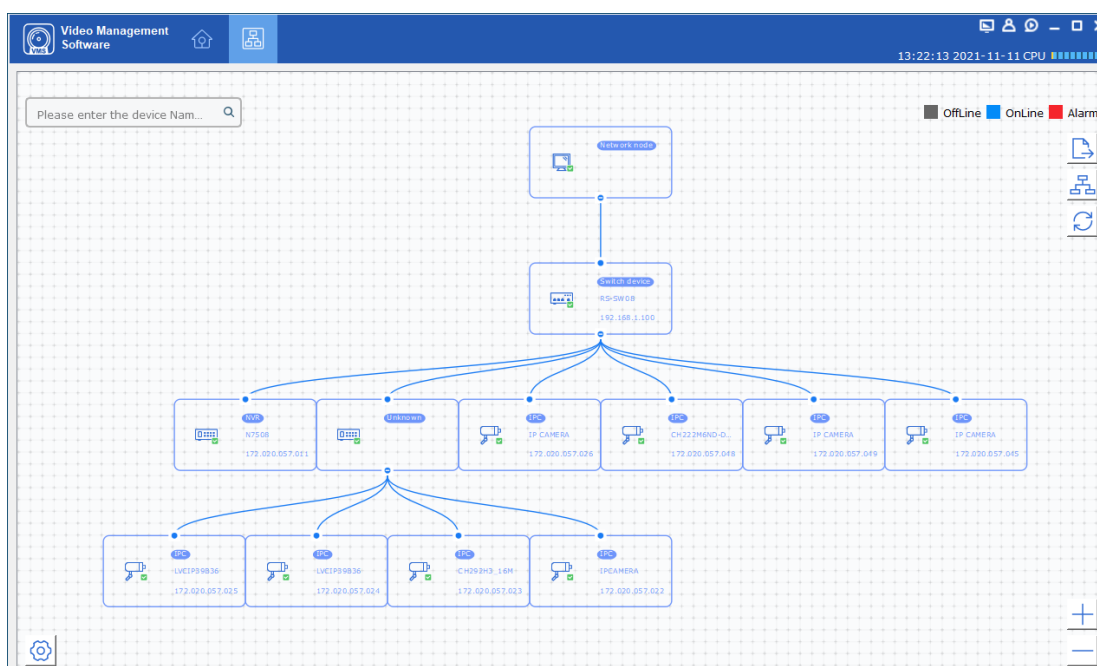 Video Management
Software
VMS
13:22:13 2021-11-11 CPU
Please enter the device Nam...
OffLine OnLine Alarm
Network node
Switch device
RS-SW08
192.168.1.100
NVR
N7508
172.020.057.011
Unknown
IPC
IP CAMERA
172.020.057.026
IPC
CH222M6ND-D...
172.020.057.048
IPC
IP CAMERA
172.020.057.049
IPC
IP CAMERA
172.020.057.045
IPC
LVCIP39B36
172.020.057.025
IPC
LVCIP39B36
172.020.057.024
IPC
CH292H3_16M
172.020.057.023
IPC
IPCAMERA
172.020.057.022